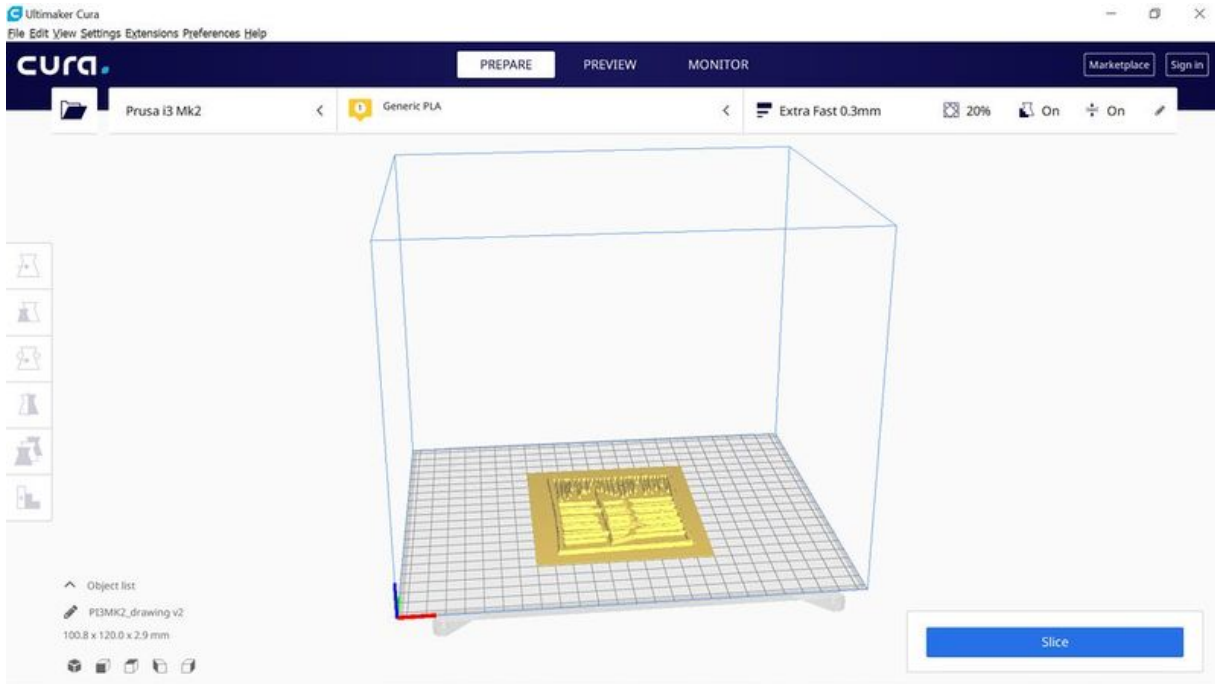 Ultimaker Cura
File Edit View Settings Extensions Preferences Help
cura.
PREPARE PREVIEW MONITOR
Marketplace Sign in
Prusa i3 Mk2
1
Generic PLA
Extra Fast 0.3mm 20% On On
Object list
PI3MK2_drawing v2
100.8 x 120.0 x 2.9 mm
Slice